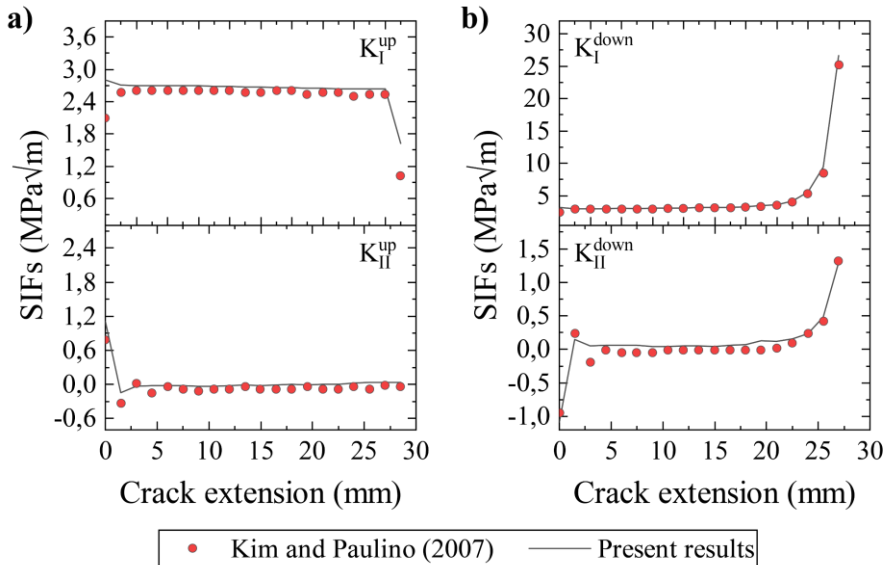 a)
K_I^up
3,6
3,0
2,4
1,8
1,2
0,6
K_II^up
2,4
1,8
1,2
0,6
0,0
-0,6
0 5 10 15 20 25 30
Crack extension (mm)
SIFs (MPa√m)
b)
K_I^down
30
25
20
15
10
5
K_II^down
1,5
1,0
0,5
0,0
-0,5
-1,0
0 5 10 15 20 25 30
Crack extension (mm)
SIFs (MPa√m)
Kim and Paulino (2007) Present results